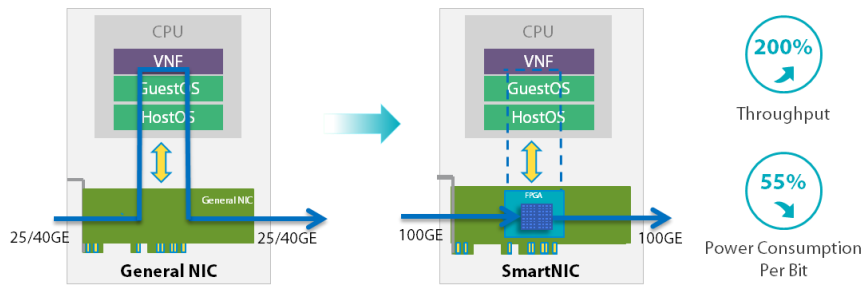 CPU
VNF
GuestOS
HostOS
General NIC
25/40GE
25/40GE
General NIC
CPU
VNF
GuestOS
HostOS
FPGA
100GE
100GE
SmartNIC
200%
Throughput
55%
Power Consumption
Per Bit